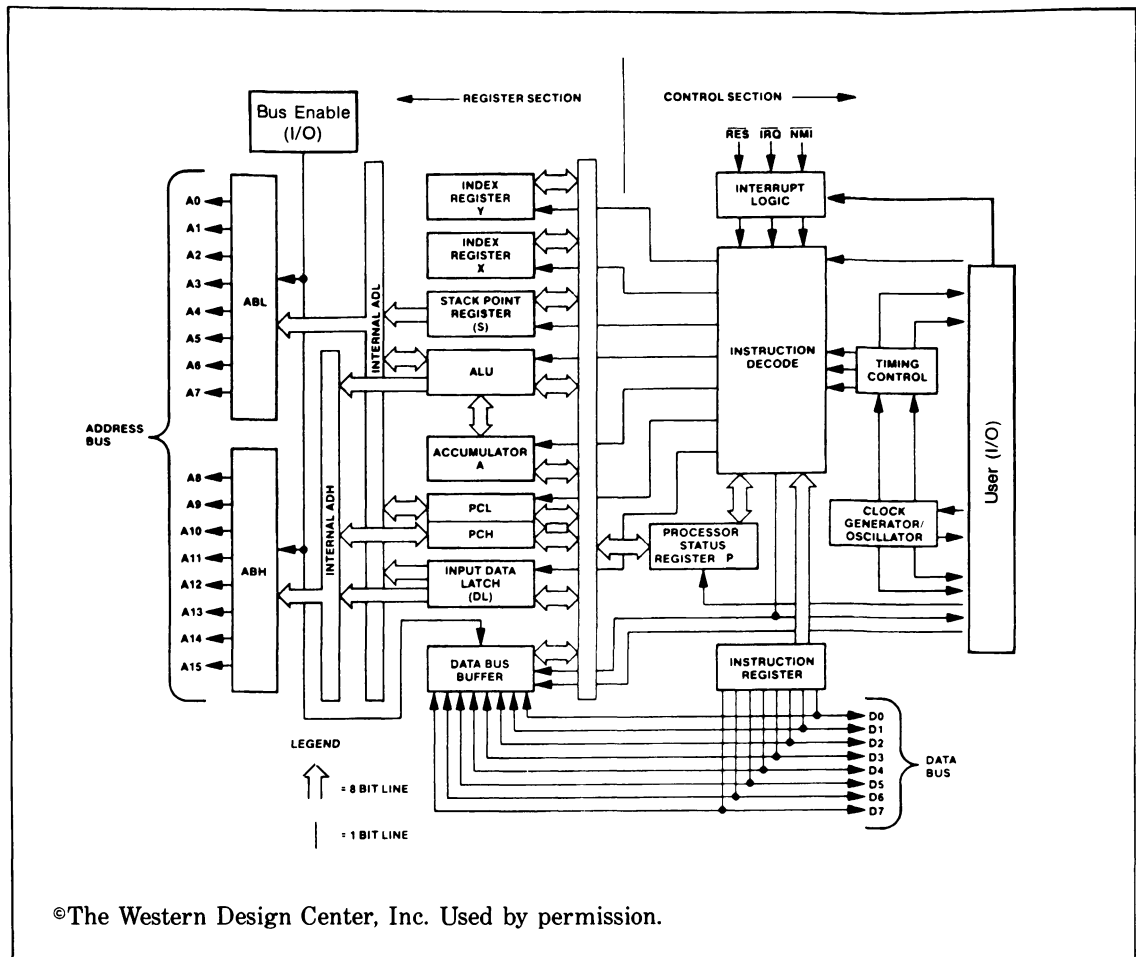 Bus Enable
(I/O)
REGISTER SECTION
CONTROL SECTION
RES IRQ NMI
INTERRUPT
LOGIC
INDEX
REGISTER
Y
INDEX
REGISTER
X
STACK POINT
REGISTER
(S)
ALU
ACCUMULATOR
A
PCL
PCH
INPUT DATA
LATCH
(DL)
DATA BUS
BUFFER
INTERNAL ADL
INTERNAL ADH
ABL
ABH
ADDRESS
BUS
A0
A1
A2
A3
A4
A5
A6
A7
A8
A9
A10
A11
A12
A13
A14
A15
INSTRUCTION
DECODE
TIMING
CONTROL
CLOCK
GENERATOR/
OSCILLATOR
PROCESSOR
STATUS
REGISTER P
INSTRUCTION
REGISTER
User (I/O)
D0
D1
D2
D3
D4
D5
D6
D7
DATA
BUS
LEGEND
= 8 BIT LINE
= 1 BIT LINE
©The Western Design Center, Inc. Used by permission.